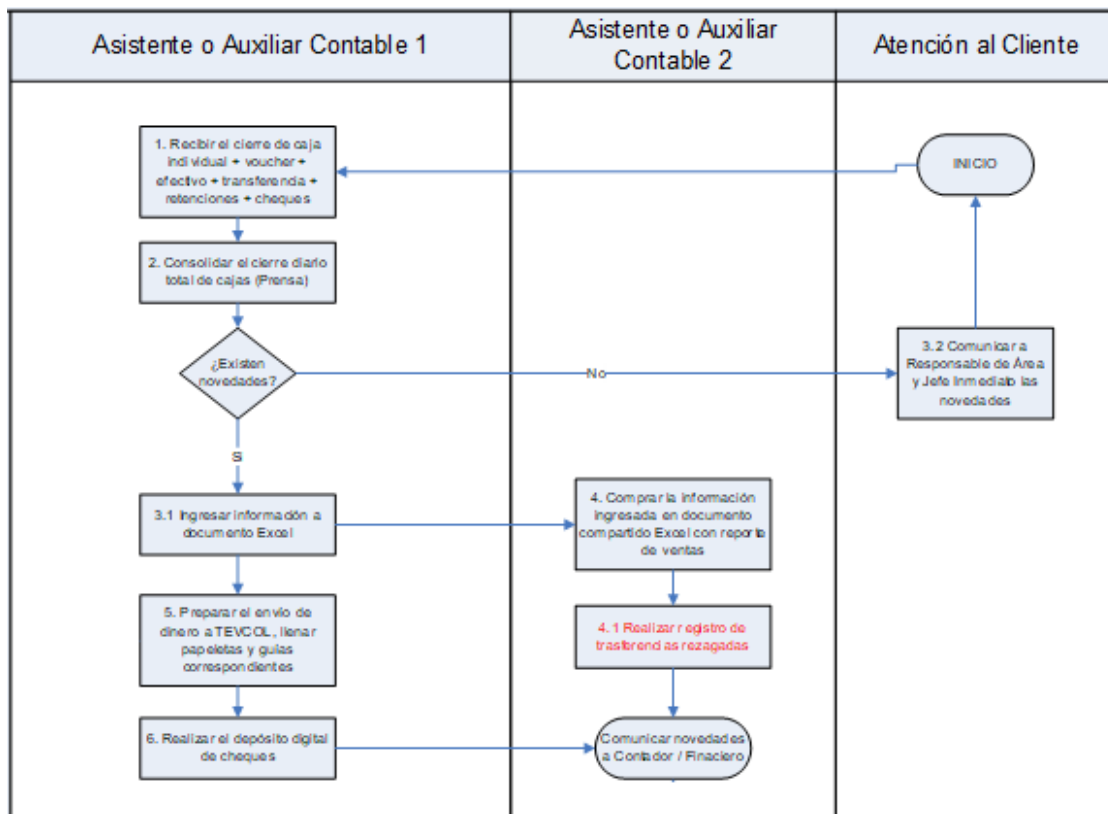 Asistente o Auxiliar Contable 1
Asistente o Auxiliar
Contable 2
Atención al Cliente
1. Recibir el cierre de caja
individual + voucher +
efectivo + transferencia +
retenciones + cheques
INICIO
2. Consolidar el cierre diario
total de cajas (Prensa)
¿Existen
novedades?
No
3.2 Comunicar a
Responsable de Área
y Jefe Inmediato las
novedades
Si
3.1 Ingresar información a
documento Excel
4. Comprar la información
ingresada en documento
compartido Excel con reporte
de ventas
5. Preparar el envío de
dinero a TEVCOL, llenar
papeletas y guías
correspondientes
4.1 Realizar registro de
trasferencias rezagadas
6. Realizar el depósito digital
de cheques
Comunicar novedades
a Contador / Finaciero